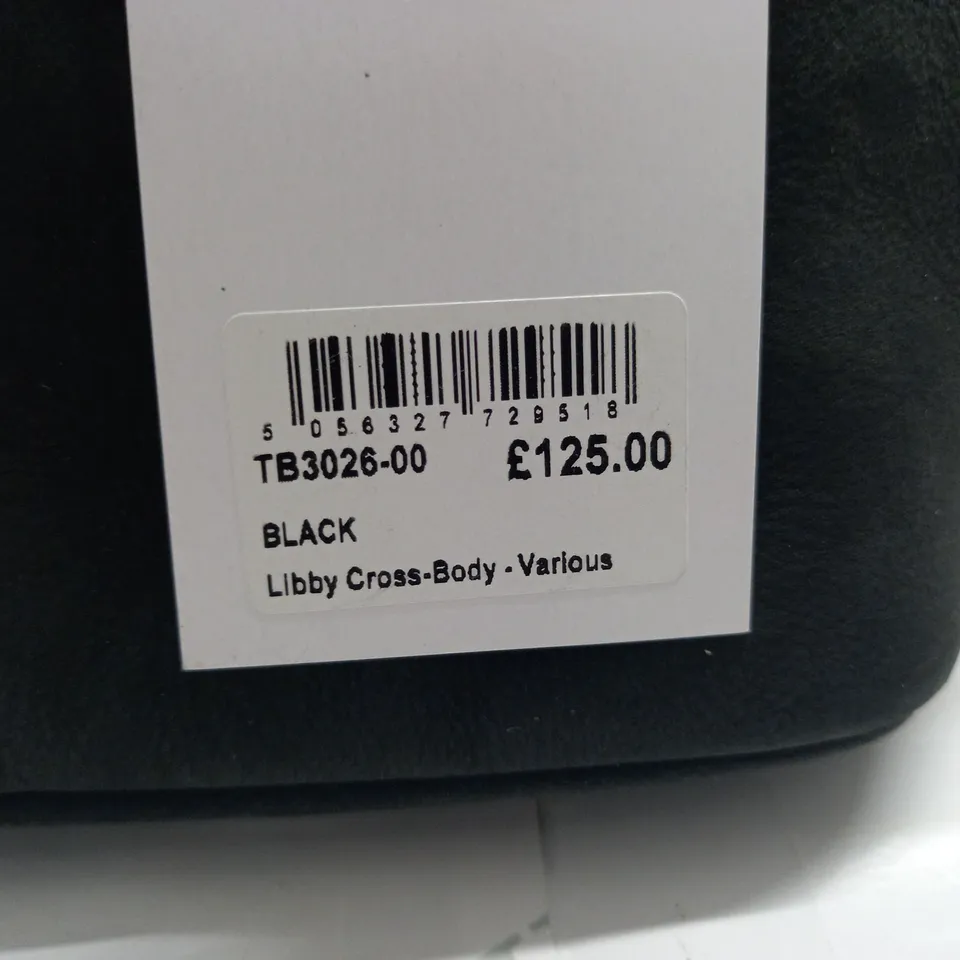 5 056327 729518
TB3026-00 £125.00
BLACK
Libby Cross-Body - Various